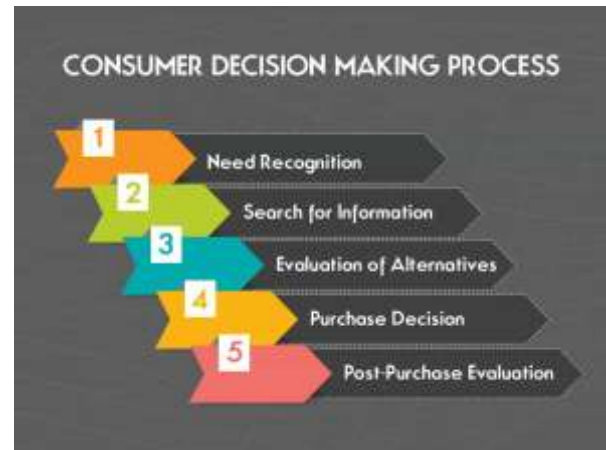 CONSUMER DECISION MAKING PROCESS
1
Need Recognition
2
Search for Information
3
Evaluation of Alternatives
4
Purchase Decision
5
Post-Purchase Evaluation